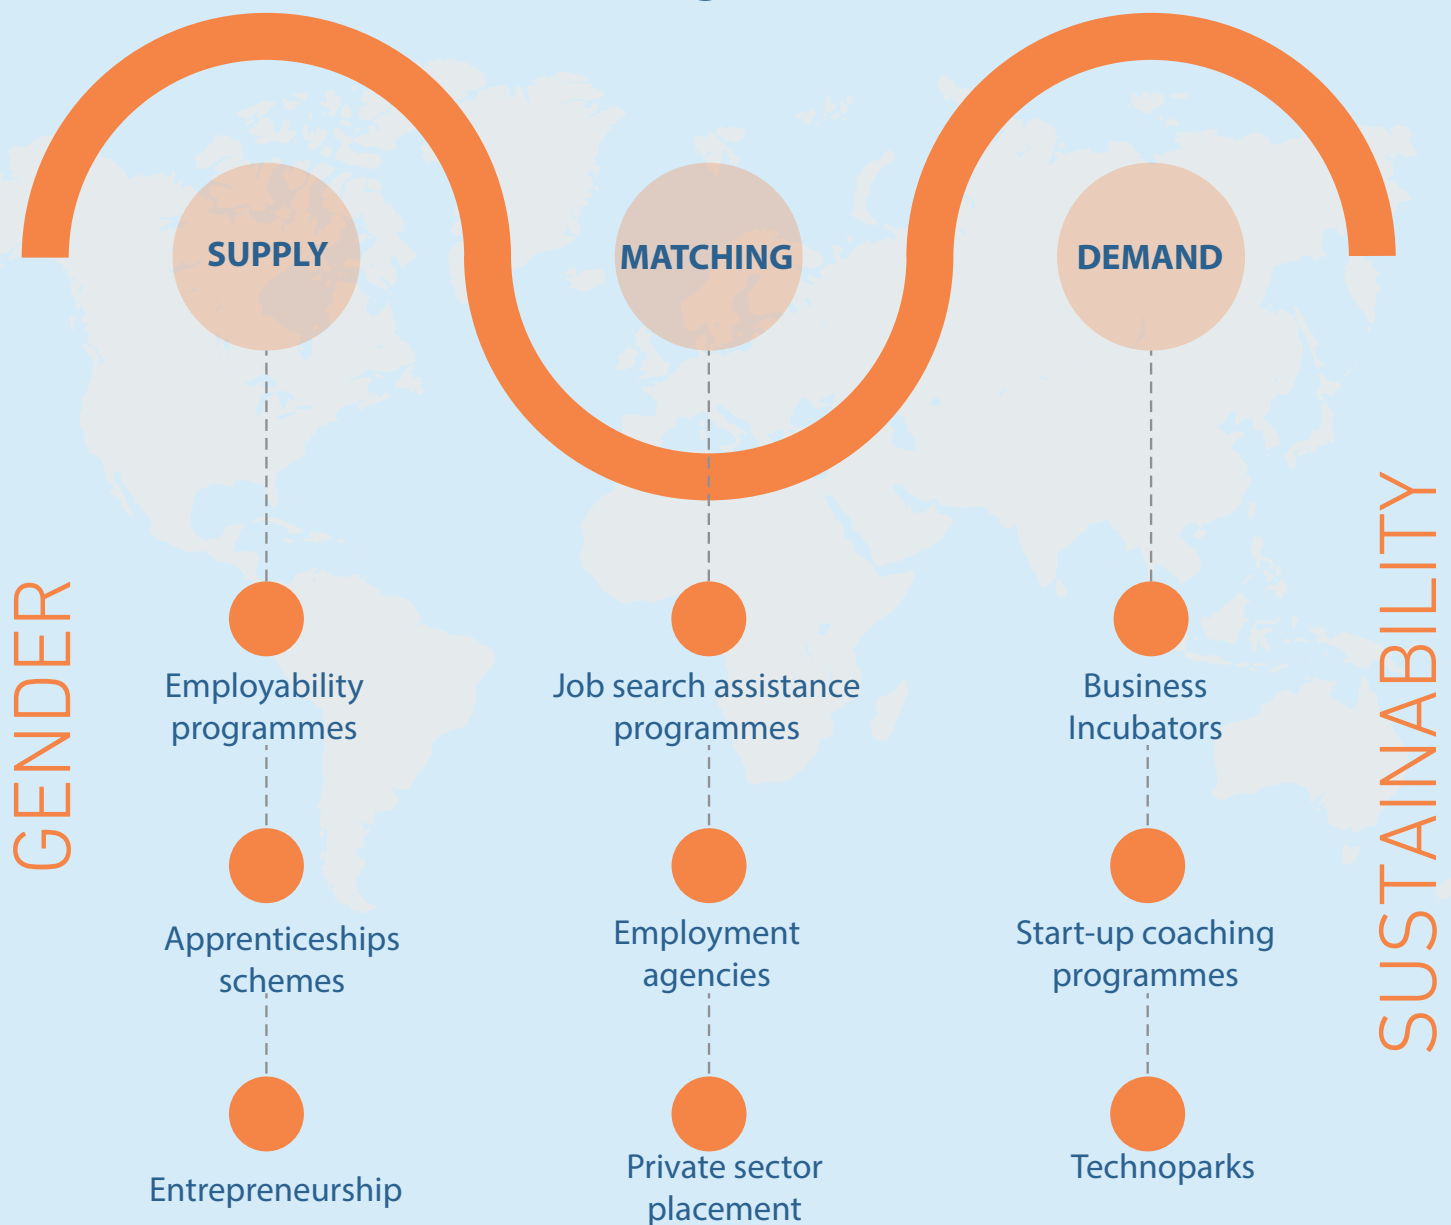 SUPPLY
MATCHING
DEMAND
GENDER
SUSTAINABILITY
Employability
programmes
Job search assistance
programmes
Business
Incubators
Apprenticeships
schemes
Employment
agencies
Start-up coaching
programmes
Entrepreneurship
Private sector
placement
Technoparks